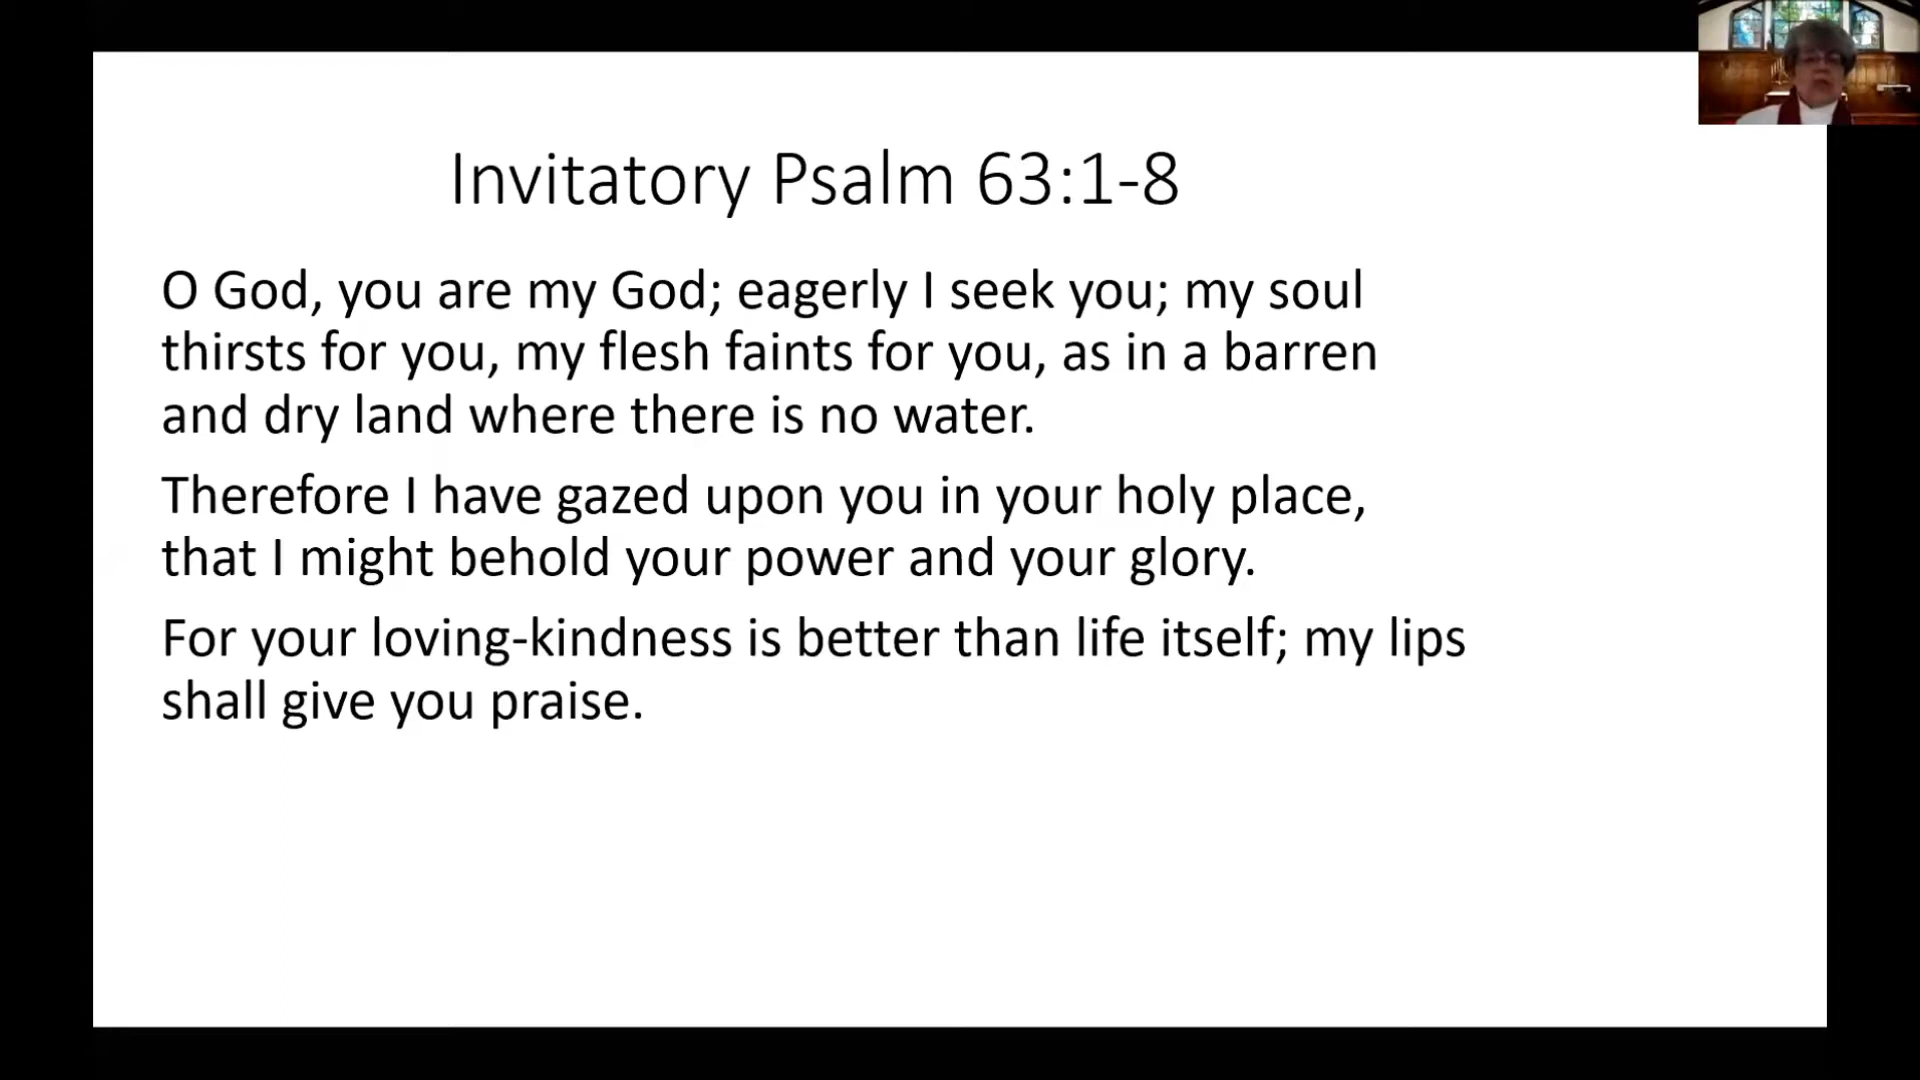 Invitatory Psalm 63:1-8
O God, you are my God; eagerly I seek you; my soul
thirsts for you, my flesh faints for you, as in a barren
and dry land where there is no water.
Therefore I have gazed upon you in your holy place,
that I might behold your power and your glory.
For your loving-kindness is better than life itself; my lips
shall give you praise.